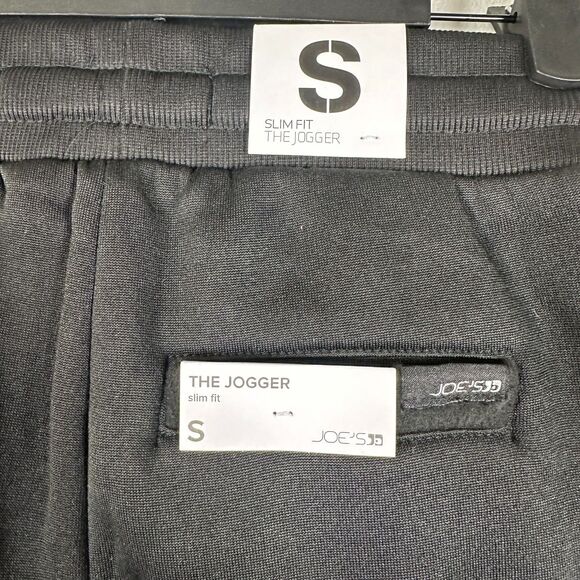 S
SLIM FIT
THE JOGGER
THE JOGGER
slim fit
S
JOE'S
JOE'S